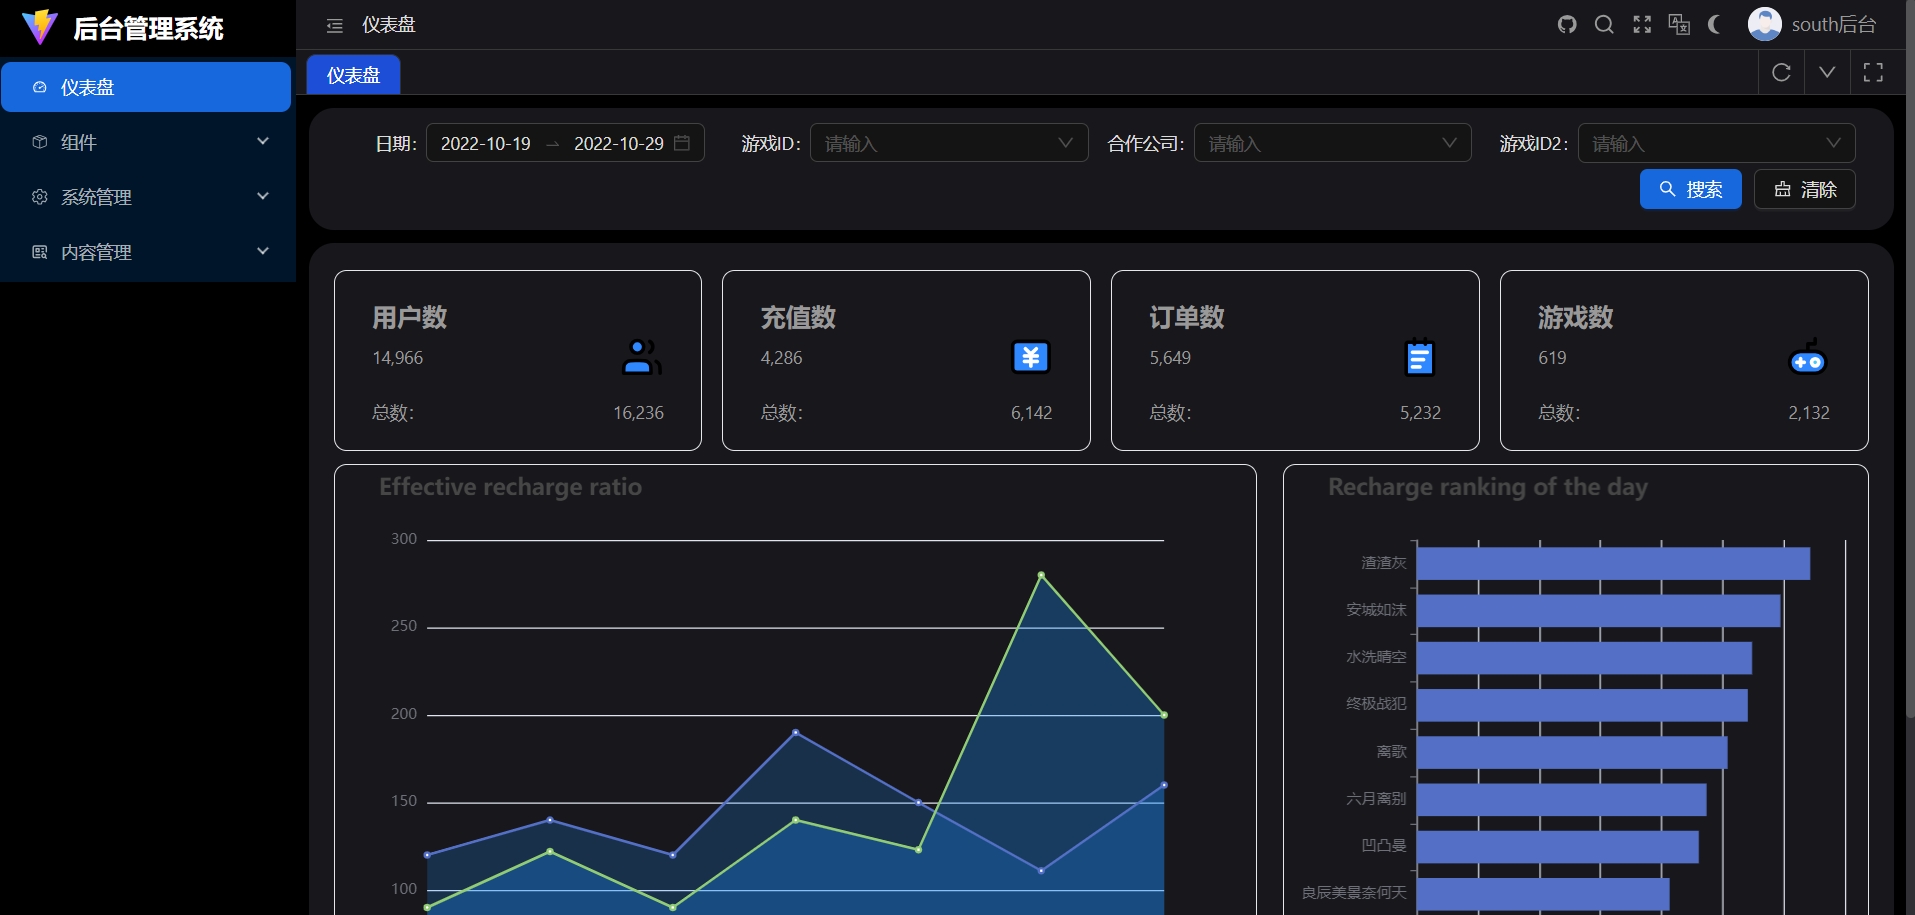 后台管理系统
仪表盘
south后台
仪表盘
组件
系统管理
内容管理
仪表盘
日期:
2022-10-19
2022-10-29
游戏ID:
请输入
合作公司:
请输入
游戏ID2:
请输入
搜索
清除
用户数
14,966
总数:
16,236
充值数
4,286
总数:
6,142
订单数
5,649
总数:
5,232
游戏数
619
总数:
2,132
Effective recharge ratio
300
250
200
150
100
Recharge ranking of the day
渣渣灰
安城如沫
水洗晴空
终极战犯
离歌
六月离别
凹凸曼
良辰美景奈何天